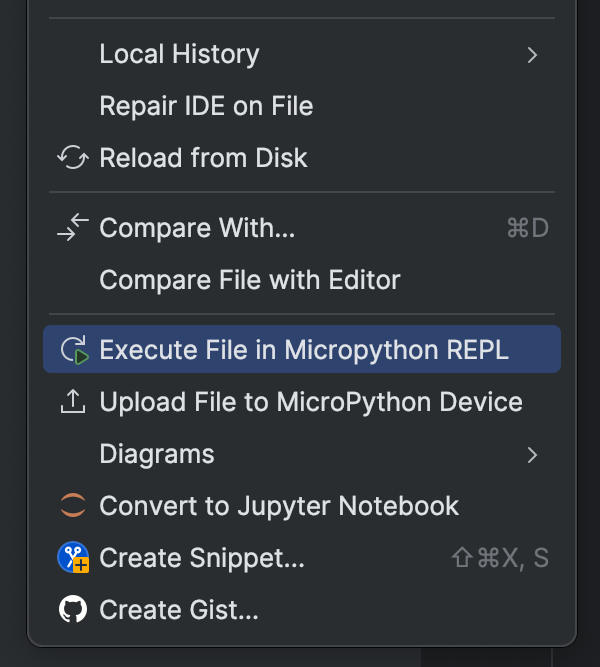 Local History
Repair IDE on File
Reload from Disk
Compare With... ⌘D
Compare File with Editor
Execute File in Micropython REPL
Upload File to MicroPython Device
Diagrams
Convert to Jupyter Notebook
Create Snippet... ⇧⌘X, S
Create Gist...